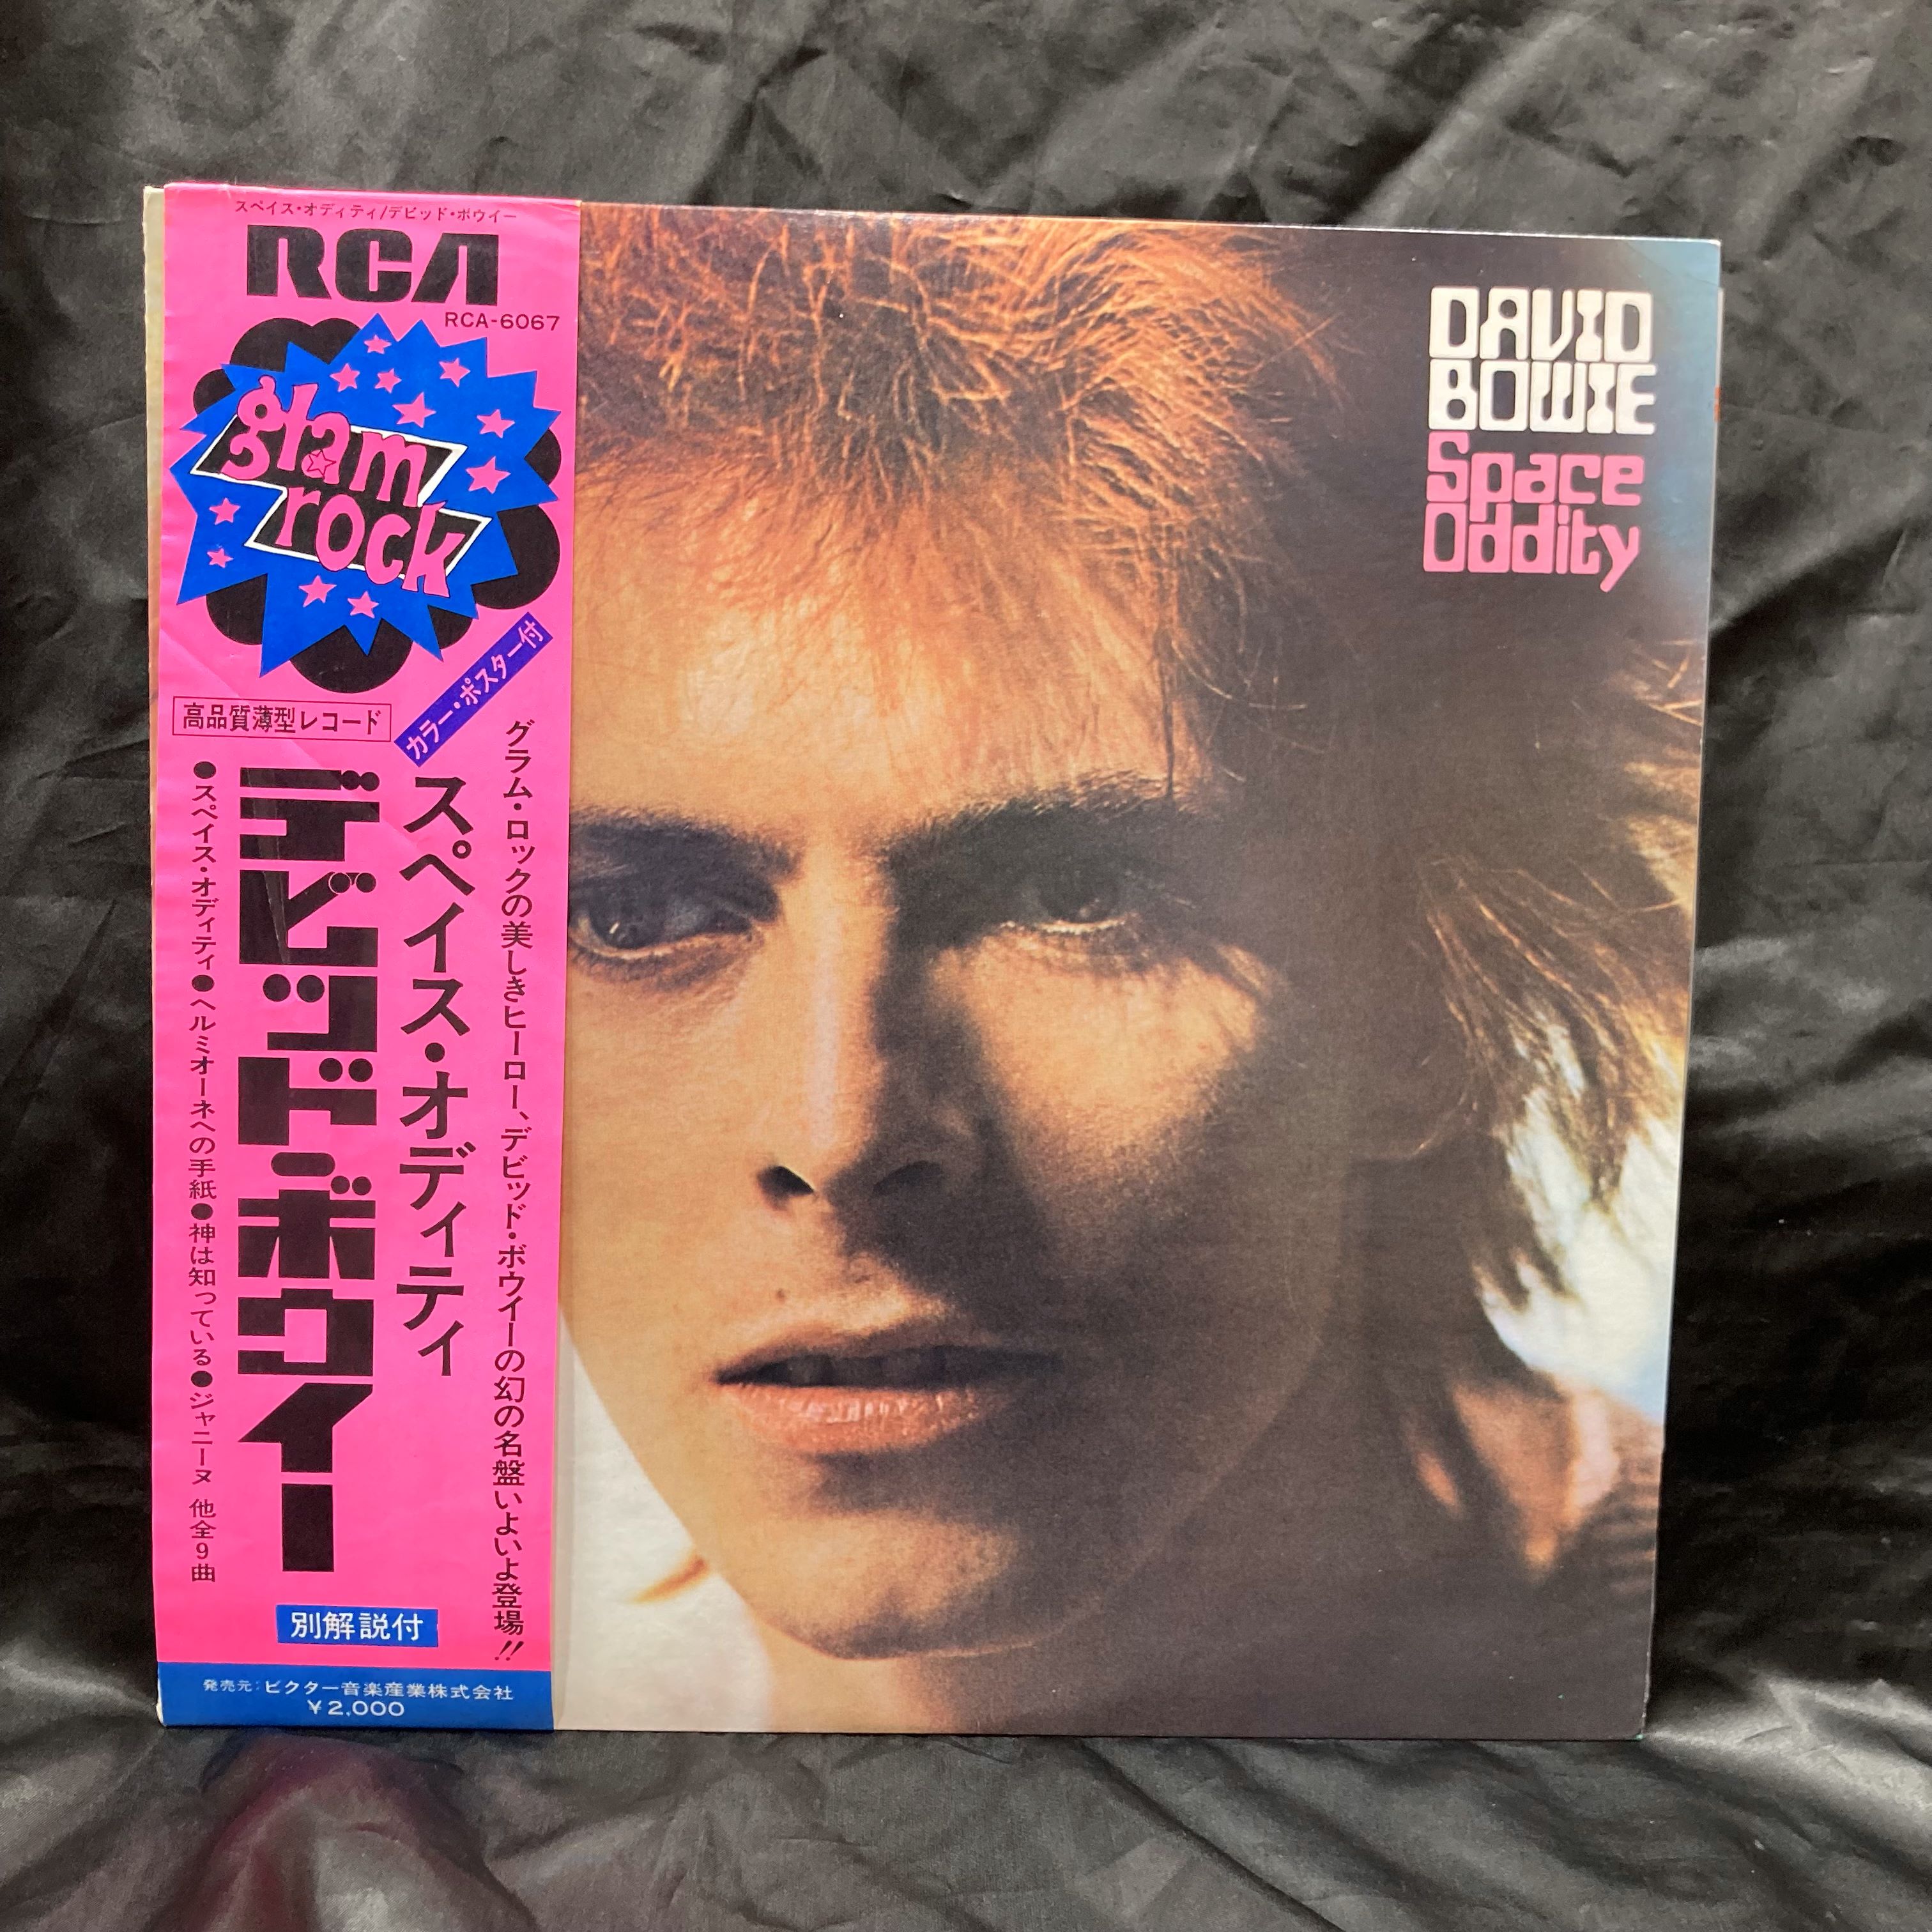 スペイス・オディティ/デビッド・ボウイー
RCA
RCA-6067
glam
rock
カラー・ポスター付
高品質薄型レコード
グラム・ロックの美しきヒーロー、デビッド・ボウイーの幻の名盤いよいよ登場!!
スペイス・オディティ
デビッド・ボウイー
●スペイス・オディティ●ヘルミオーネへの手紙●神は知っている●ジャニーヌ 他全9曲
別解説付
発売元:ビクター音楽産業株式会社
¥2,000
DAVID
BOWIE
Space
Oddity